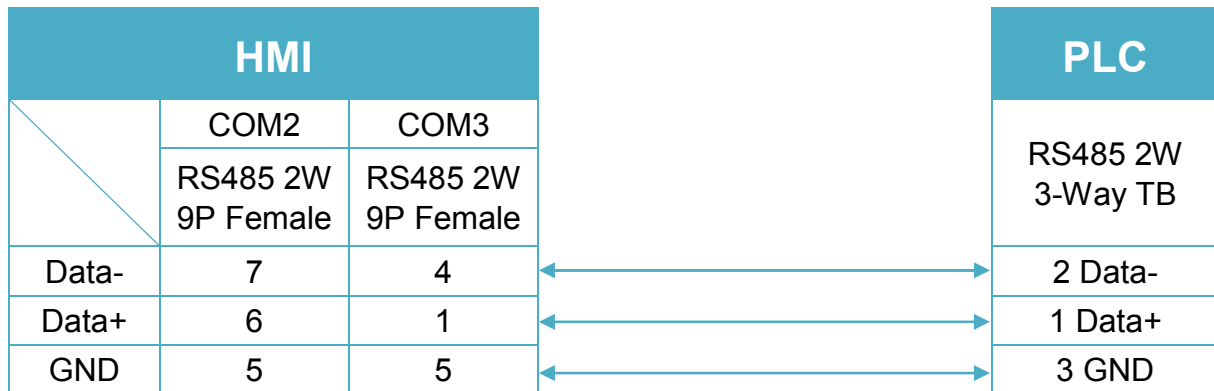 HMI
PLC
COM2 COM3
RS485 2W
3-Way TB
RS485 2W RS485 2W
9P Female 9P Female
Data- 7 4 2 Data-
Data+ 6 1 1 Data+
GND 5 5 3 GND